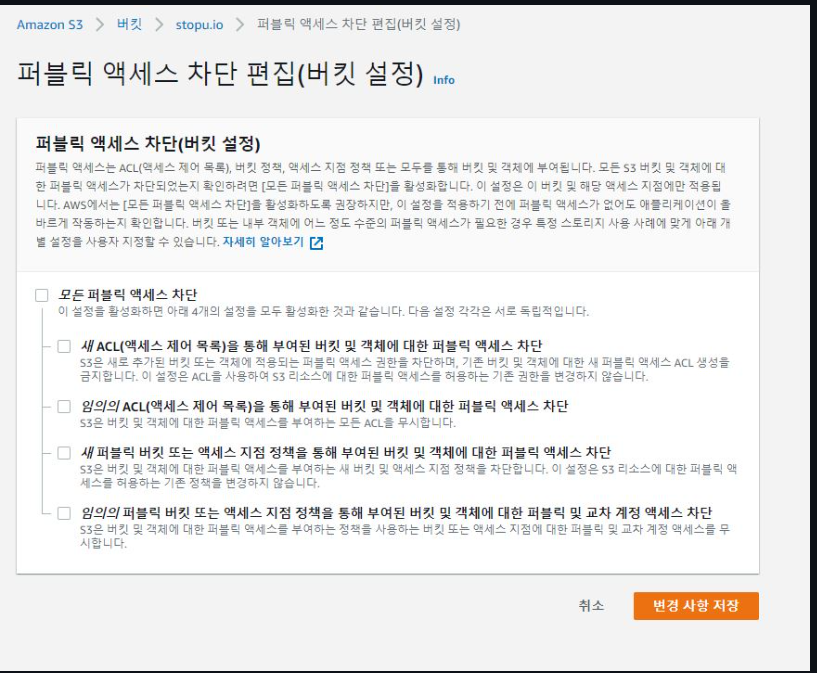 Amazon S3 > 버킷 > stopu.io > 퍼블릭 액세스 차단 편집(버킷 설정)
퍼블릭 액세스 차단 편집(버킷 설정) Info
퍼블릭 액세스 차단(버킷 설정)
퍼블릭 액세스는 ACL(액세스 제어 목록), 버킷 정책, 액세스 지점 정책 또는 모두를 통해 버킷 및 객체에 부여됩니다. 모든 S3 버킷 및 객체에 대
한 퍼블릭 액세스가 차단되었는지 확인하려면 [모든 퍼블릭 액세스 차단]을 활성화합니다. 이 설정은 이 버킷 및 해당 액세스 지점에만 적용됩
니다. AWS에서는 [모든 퍼블릭 액세스 차단]을 활성화하도록 권장하지만, 이 설정을 적용하기 전에 퍼블릭 액세스가 없어도 애플리케이션이 올
바르게 작동하는지 확인합니다. 버킷 또는 내부 객체에 어느 정도 수준의 퍼블릭 액세스가 필요한 경우 특정 스토리지 사용 사례에 맞게 아래 개
별 설정을 사용자 지정할 수 있습니다. 자세히 알아보기
모든 퍼블릭 액세스 차단
이 설정을 활성화하면 아래 4개의 설정을 모두 활성화한 것과 같습니다. 다음 설정 각각은 서로 독립적입니다.
새 ACL(액세스 제어 목록)을 통해 부여된 버킷 및 객체에 대한 퍼블릭 액세스 차단
S3은 새로 추가된 버킷 또는 객체에 적용되는 퍼블릭 액세스 권한을 차단하며, 기존 버킷 및 객체에 대한 새 퍼블릭 액세스 ACL 생성을
금지합니다. 이 설정은 ACL을 사용하여 S3 리소스에 대한 퍼블릭 액세스를 허용하는 기존 권한을 변경하지 않습니다.
임의의 ACL(액세스 제어 목록)을 통해 부여된 버킷 및 객체에 대한 퍼블릭 액세스 차단
S3은 버킷 및 객체에 대한 퍼블릭 액세스를 부여하는 모든 ACL을 무시합니다.
새 퍼블릭 버킷 또는 액세스 지점 정책을 통해 부여된 버킷 및 객체에 대한 퍼블릭 액세스 차단
S3은 버킷 및 객체에 대한 퍼블릭 액세스를 부여하는 새 버킷 및 액세스 지점 정책을 차단합니다. 이 설정은 S3 리소스에 대한 퍼블릭 액
세스를 허용하는 기존 정책을 변경하지 않습니다.
임의의 퍼블릭 버킷 또는 액세스 지점 정책을 통해 부여된 버킷 및 객체에 대한 퍼블릭 및 교차 계정 액세스 차단
S3은 버킷 및 객체에 대한 퍼블릭 액세스를 부여하는 정책을 사용하는 버킷 또는 액세스 지점에 대한 퍼블릭 및 교차 계정 액세스를 무
시합니다.
취소 변경 사항 저장